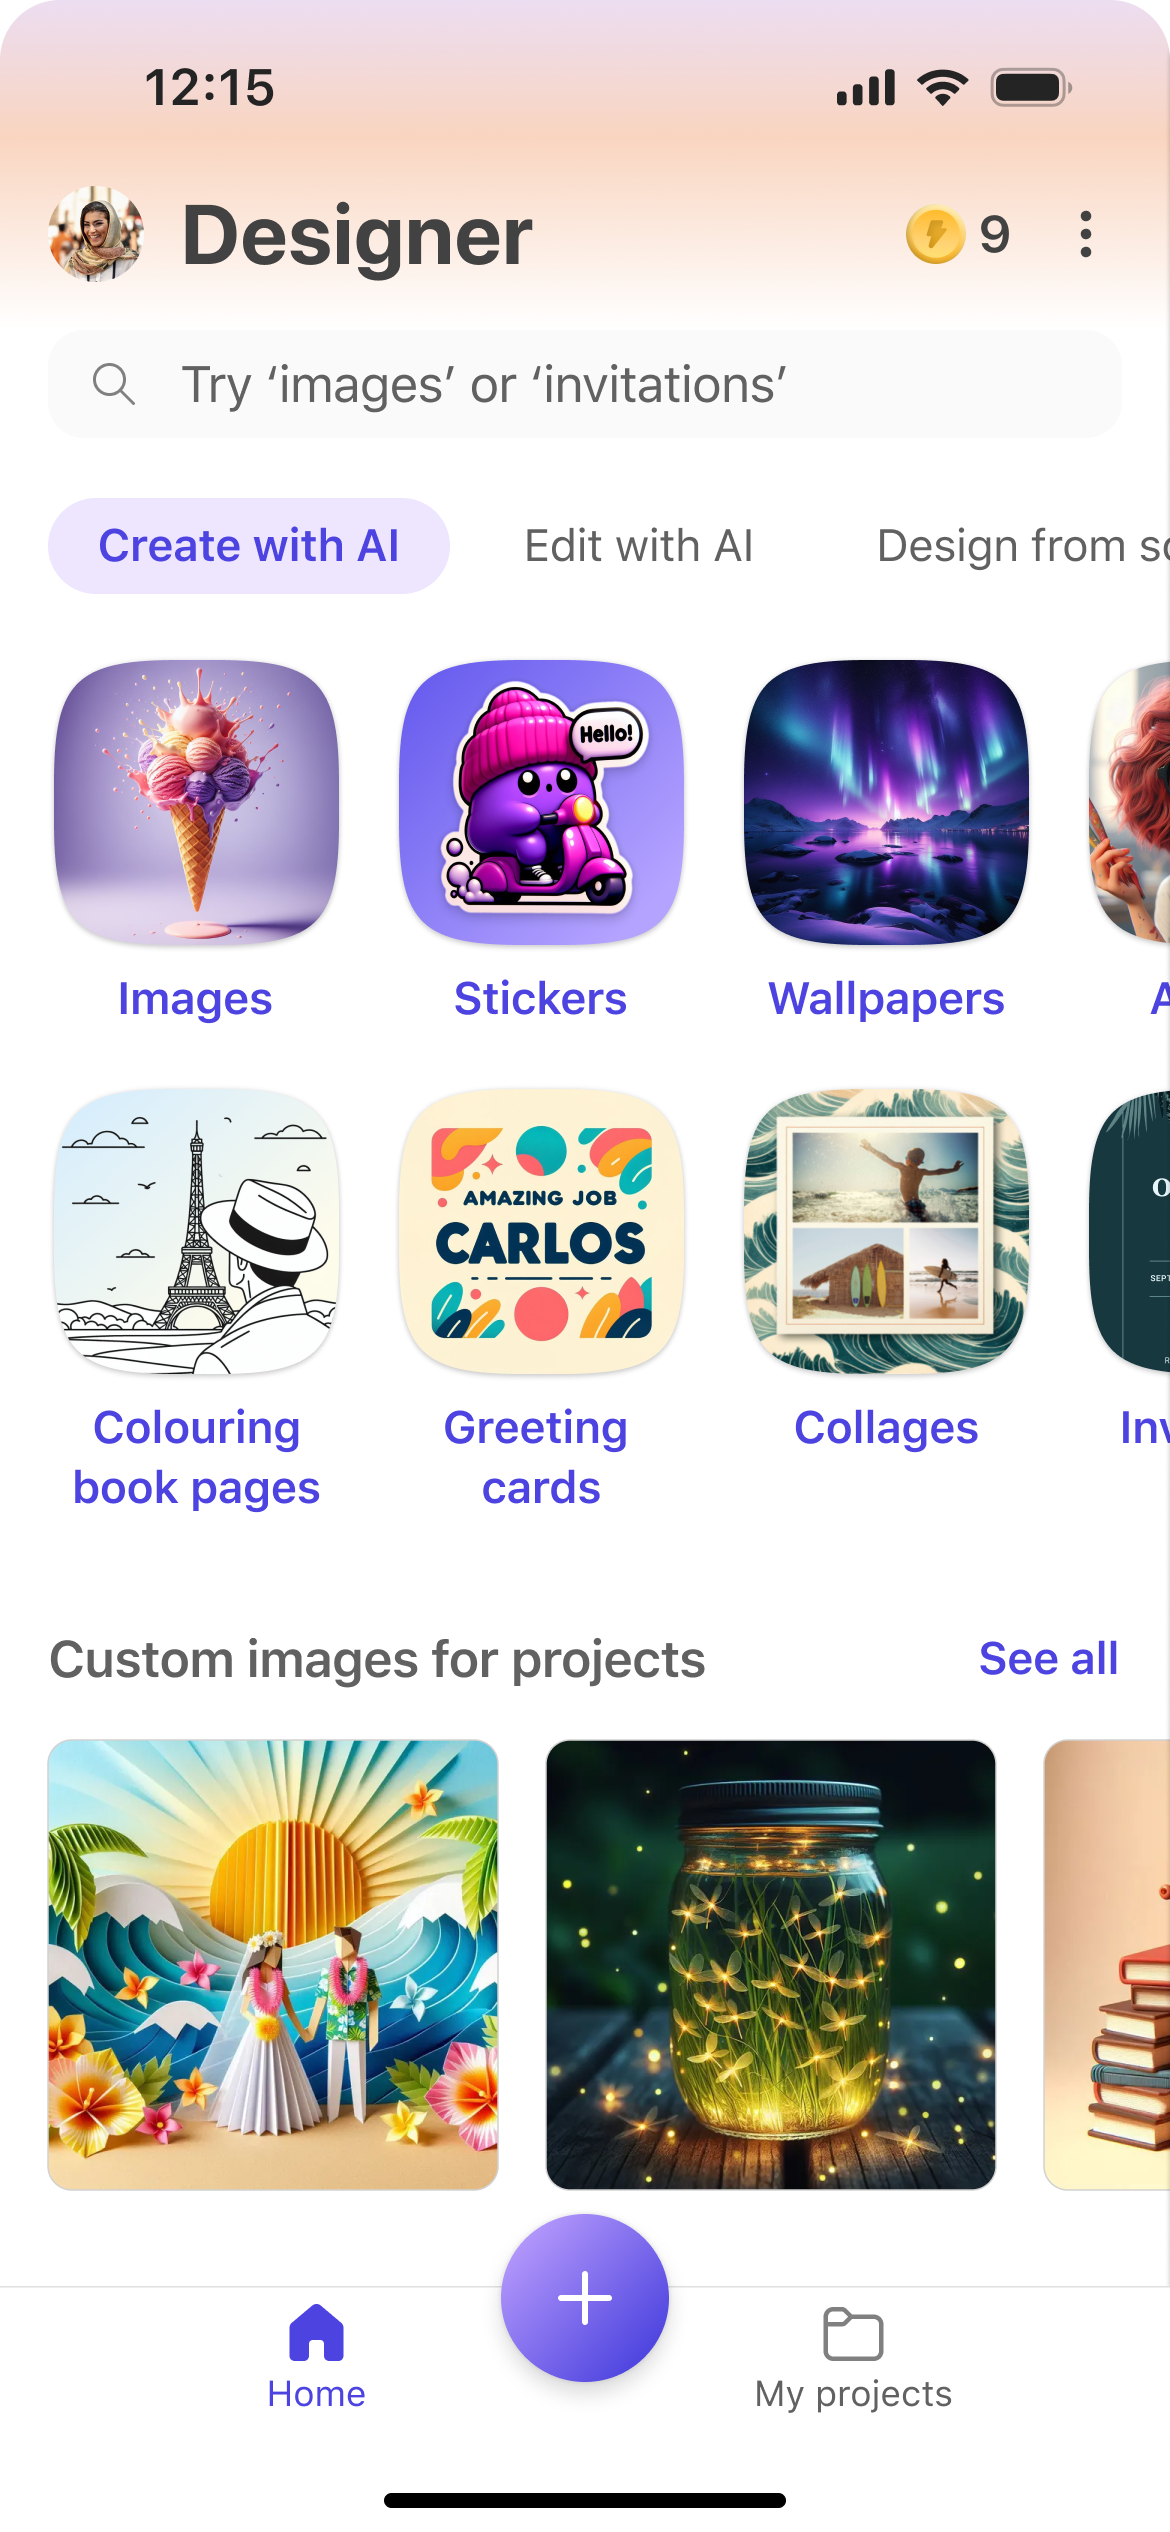 12:15
Designer
9
Try ‘images’ or ‘invitations’
Create with AI
Edit with AI
Design from
Hello!
Images
Stickers
Wallpapers
AMAZING JOB
CARLOS
SEPT
Colouring
book pages
Greeting
cards
Collages
Custom images for projects
See all
Home
My projects